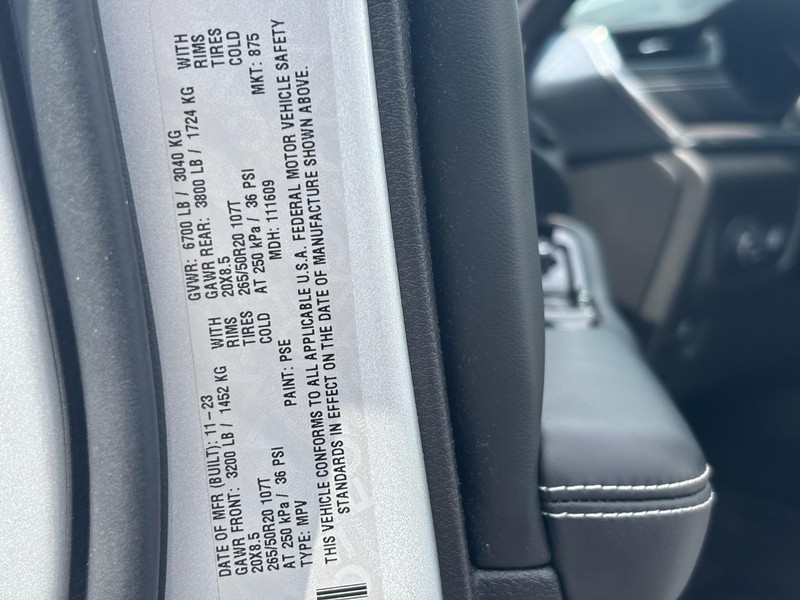 DATE OF MFR (BUILT): 11-23 GVWR: 6700 LB / 3040 KG
GAWR FRONT: 3200 LB / 1452 KG WITH GAWR REAR: 3800 LB / 1724 KG WITH
20X8.5 RIMS 20X8.5 RIMS
265/50R20 107T TIRES 265/50R20 107T TIRES
AT 250 kPa / 36 PSI COLD AT 250 kPa / 36 PSI COLD
TYPE: MPV PAINT: PSE MDH: 111609 MKT: 875
THIS VEHICLE CONFORMS TO ALL APPLICABLE U.S.A. FEDERAL MOTOR VEHICLE SAFETY
STANDARDS IN EFFECT ON THE DATE OF MANUFACTURE SHOWN ABOVE.